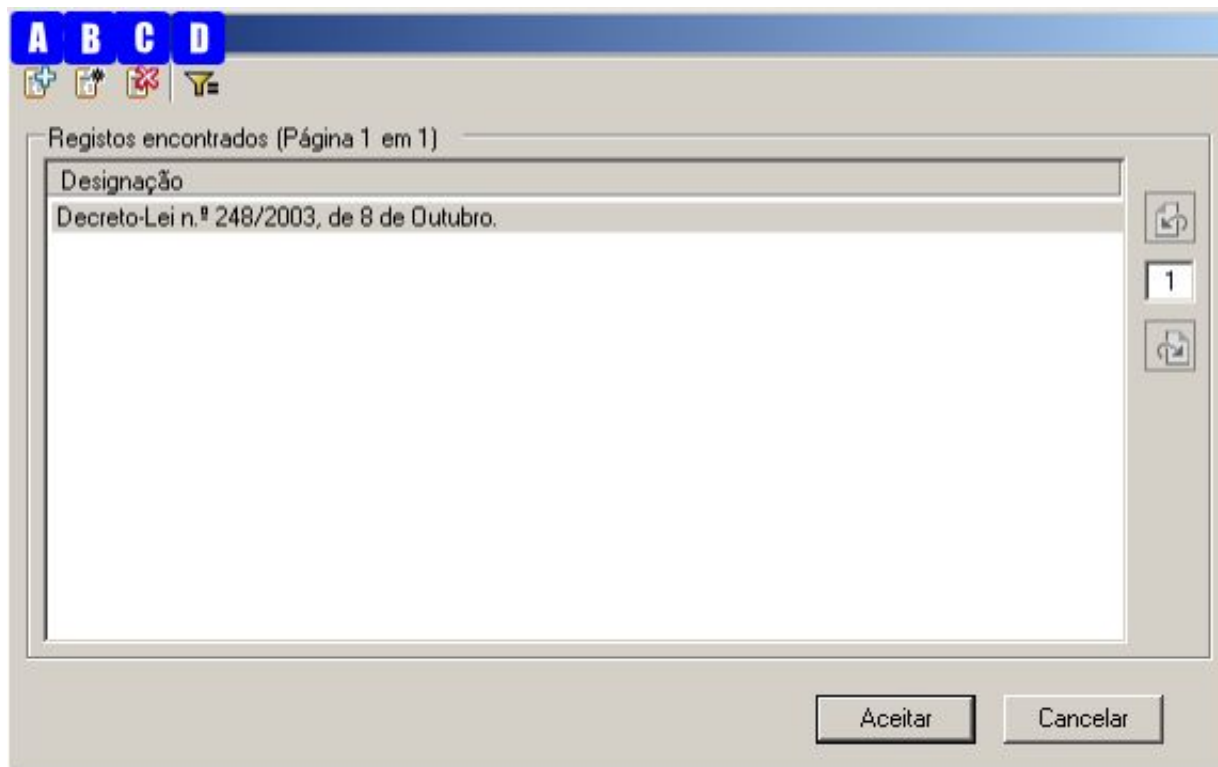 A B C D
Registos encontrados (Página 1 em 1)
Designação
Decreto-Lei n.º 248/2003, de 8 de Outubro.
1
Aceitar Cancelar